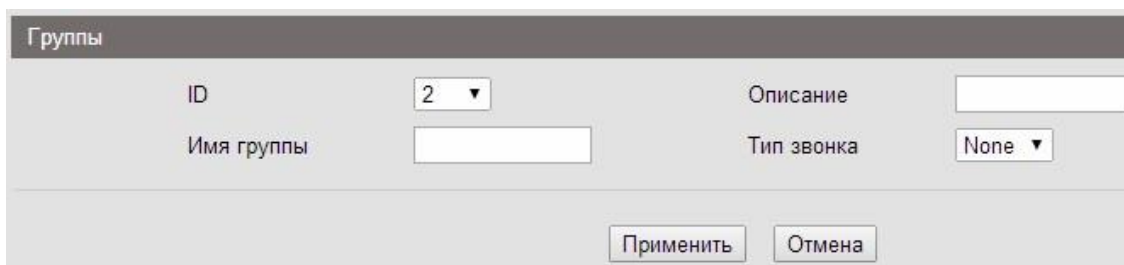 Группы
ID 2 Описание
Имя группы Тип звонка None
Применить Отмена